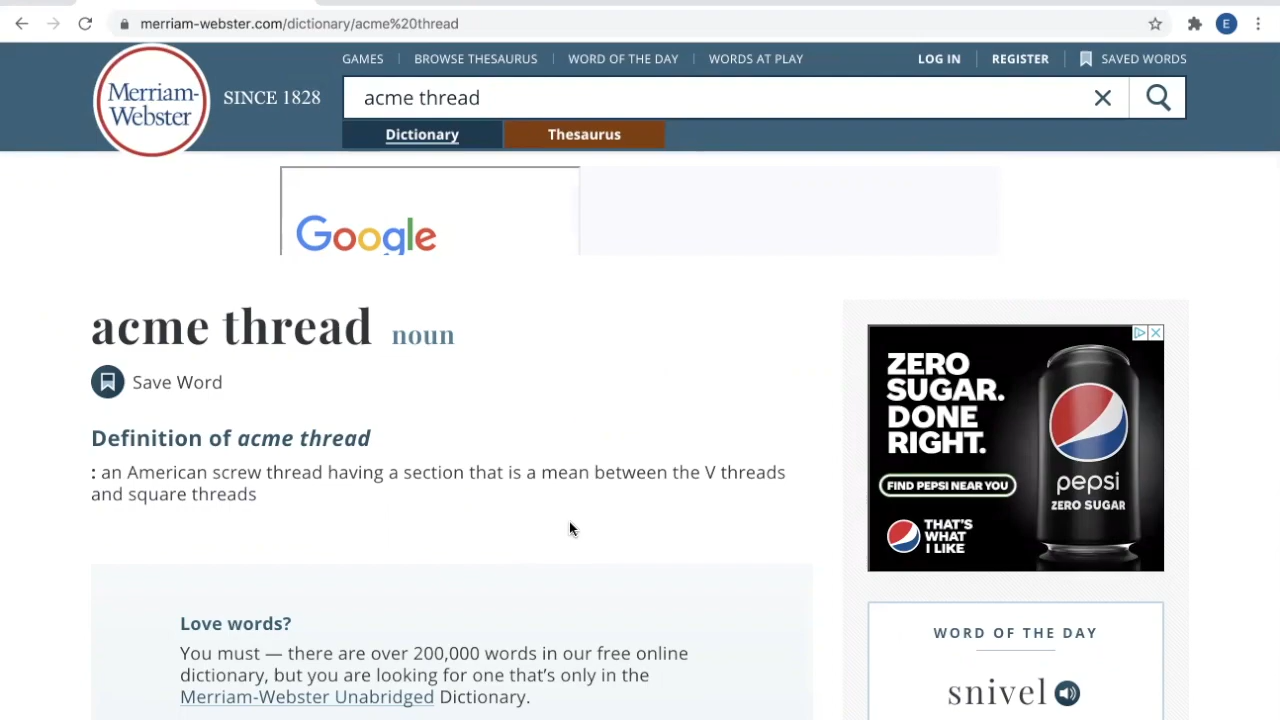 merriam-webster.com/dictionary/acme%20thread
E
GAMES
BROWSE THESAURUS
WORD OF THE DAY
WORDS AT PLAY
LOG IN
REGISTER
SAVED WORDS
Merriam-
Webster
SINCE 1828
acme thread
Dictionary
Thesaurus
Google
acme thread noun
Save Word
Definition of acme thread
: an American screw thread having a section that is a mean between the V threads
and square threads
Love words?
You must — there are over 200,000 words in our free online
dictionary, but you are looking for one that's only in the
Merriam-Webster Unabridged Dictionary.
ZERO
SUGAR.
DONE
RIGHT.
FIND PEPSI NEAR YOU
THAT'S
WHAT
I LIKE
pepsi
ZERO SUGAR
WORD OF THE DAY
snivel